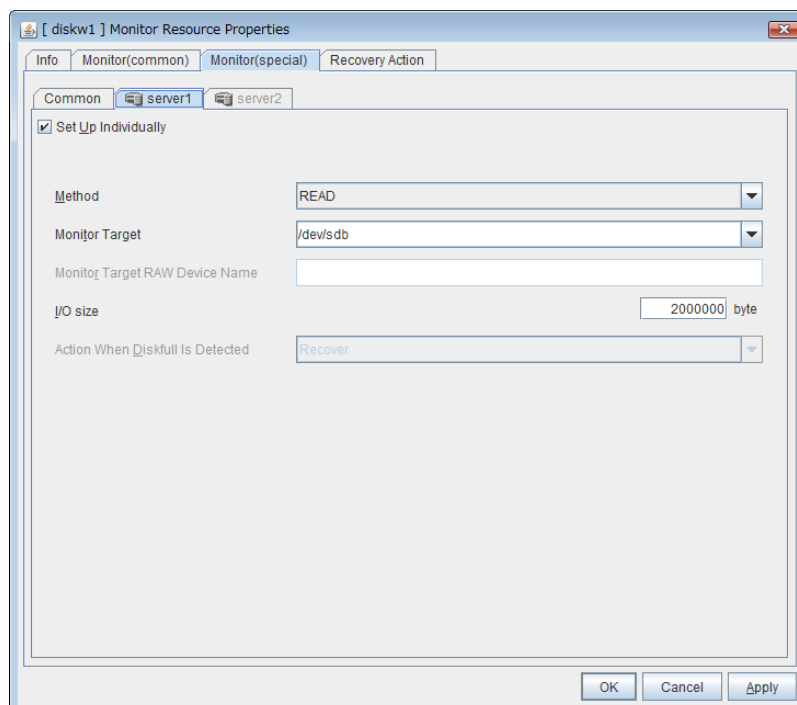 [ diskw1 ] Monitor Resource Properties
Info Monitor(common) Monitor(special) Recovery Action
Common server1 server2
Set Up Individually
Method READ
Monitor Target /dev/sdb
Monitor Target RAW Device Name
I/O size 2000000 byte
Action When Diskfull Is Detected Recover
OK Cancel Apply